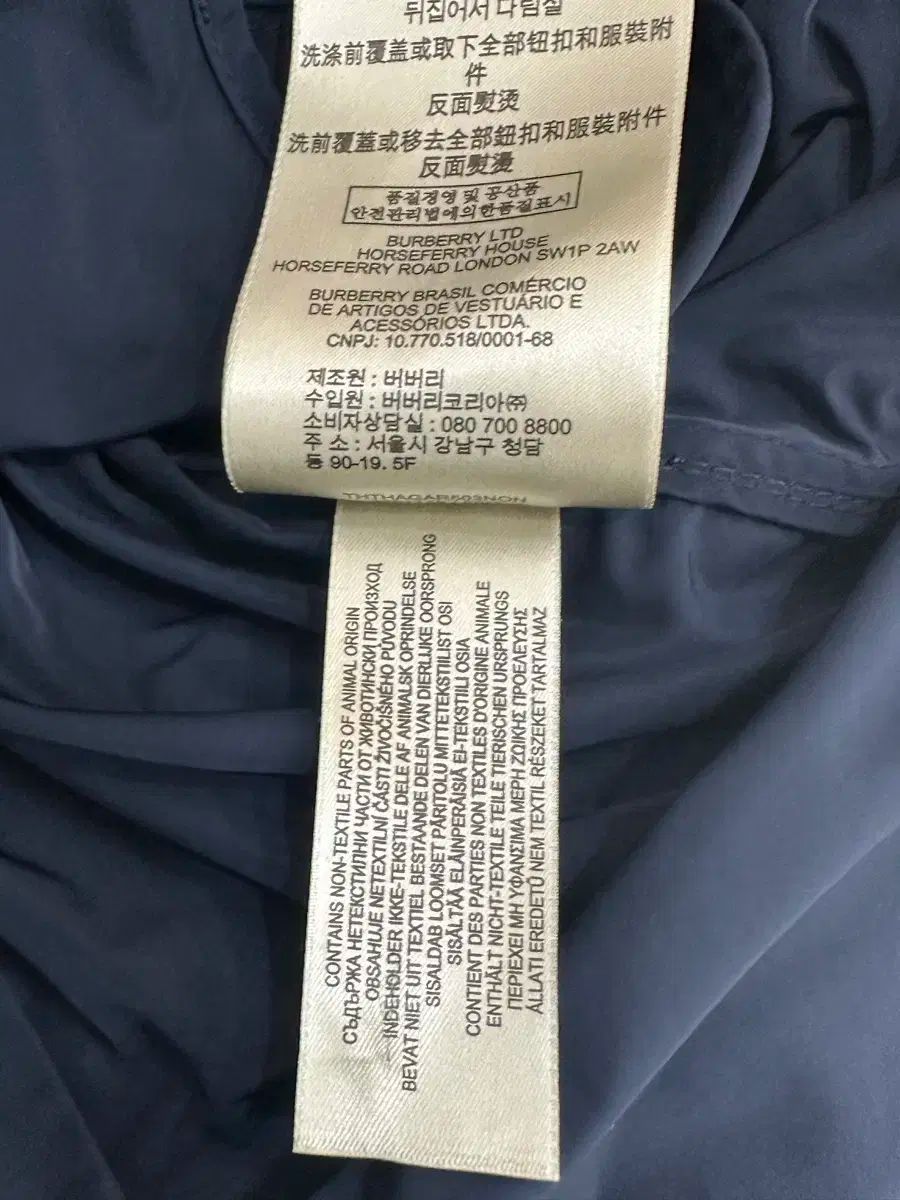 뒤집어서 다림질
洗涤前覆盖或取下全部钮扣和服装附
件
反面熨烫
洗前覆蓋或移去全部鈕扣和服裝附件
反面熨燙
품질경영 및 공산품
안전관리법에의한품질표시
BURBERRY LTD
HORSEFERRY HOUSE
HORSEFERRY ROAD LONDON SW1P 2AW
BURBERRY BRASIL COMÉRCIO
DE ARTIGOS DE VESTUÁRIO E
ACESSÓRIOS LTDA.
CNPJ: 10.770.518/0001-68
제조원 : 버버리
수입원 : 버버리코리아㈜
소비자상담실 : 080 700 8800
주 소 : 서울시 강남구 청담
동 90-19. 5F
CONTAINS NON-TEXTILE PARTS OF ANIMAL ORIGIN
СЪДЪРЖА НЕТЕКСТИЛНИ ЧАСТИ ОТ ЖИВОТИНСКИ ПРОИЗХОД
OBSAHUJE NETEXTILNÍ ČÁSTI ŽIVOČIŠNÉHO PŮVODU
INDEHOLDER IKKE-TEKSTILE DELE AF ANIMALSK OPRINDELSE
BEVAT NIET UIT TEXTIEL BESTAANDE DELEN VAN DIERLIJKE OORSPRONG
SISALDAB LOOMSET PÄRITOLU MITTETEKSTIILIST OSI
SISÄLTÄÄ ELÄINPERÄISIÄ EI-TEKSTIILI OSIA
CONTIENT DES PARTIES NON TEXTILES D'ORIGINE ANIMALE
ENTHÄLT NICHT-TEXTILE TEILE TIERISCHEN URSPRUNGS
ΠΕΡΙΕΧΕΙ ΜΗ ΥΦΑΝΣΙΜΑ ΜΕΡΗ ΖΩΙΚΗΣ ΠΡΟΕΛΕΥΣΗΣ
ÁLLATI EREDETŰ NEM TEXTIL RÉSZEKET TARTALMAZ